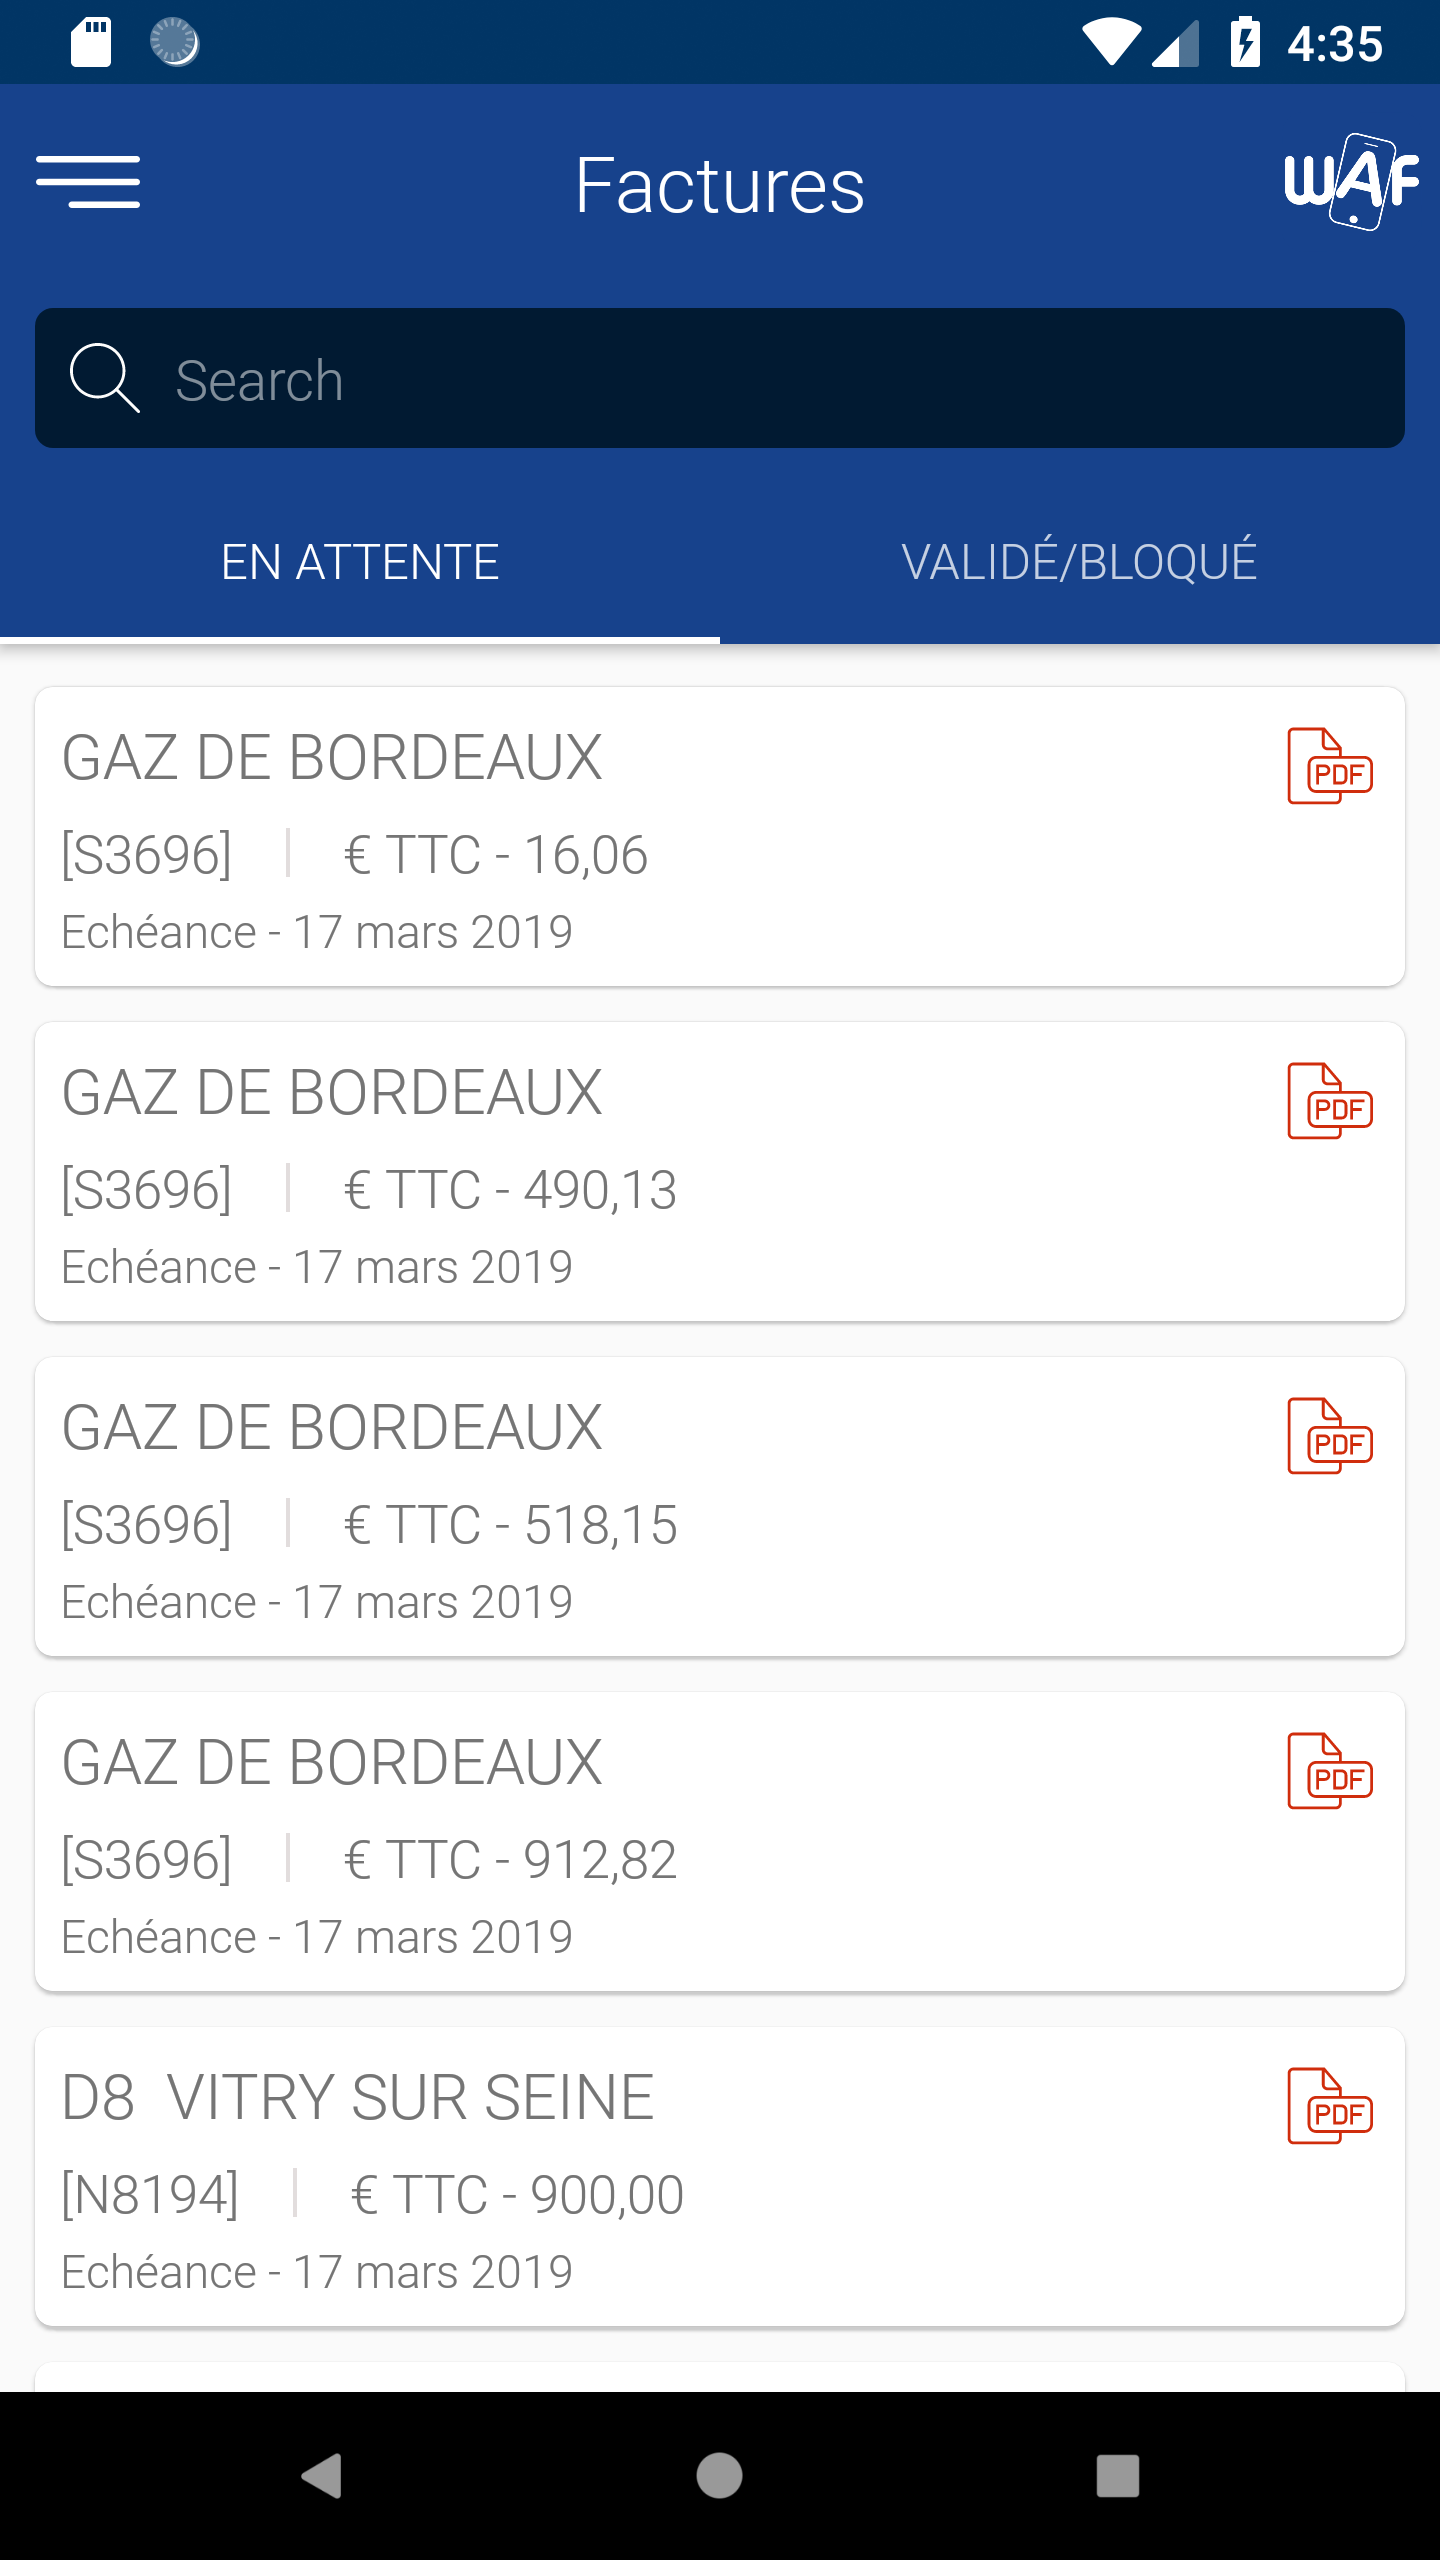 4:35
Factures
WAF
Search
EN ATTENTE
VALIDÉ/BLOQUÉ
GAZ DE BORDEAUX
PDF
[S3696] € TTC - 16,06
Echéance - 17 mars 2019
GAZ DE BORDEAUX
PDF
[S3696] € TTC - 490,13
Echéance - 17 mars 2019
GAZ DE BORDEAUX
PDF
[S3696] € TTC - 518,15
Echéance - 17 mars 2019
GAZ DE BORDEAUX
PDF
[S3696] € TTC - 912,82
Echéance - 17 mars 2019
D8  VITRY SUR SEINE
PDF
[N8194] € TTC - 900,00
Echéance - 17 mars 2019